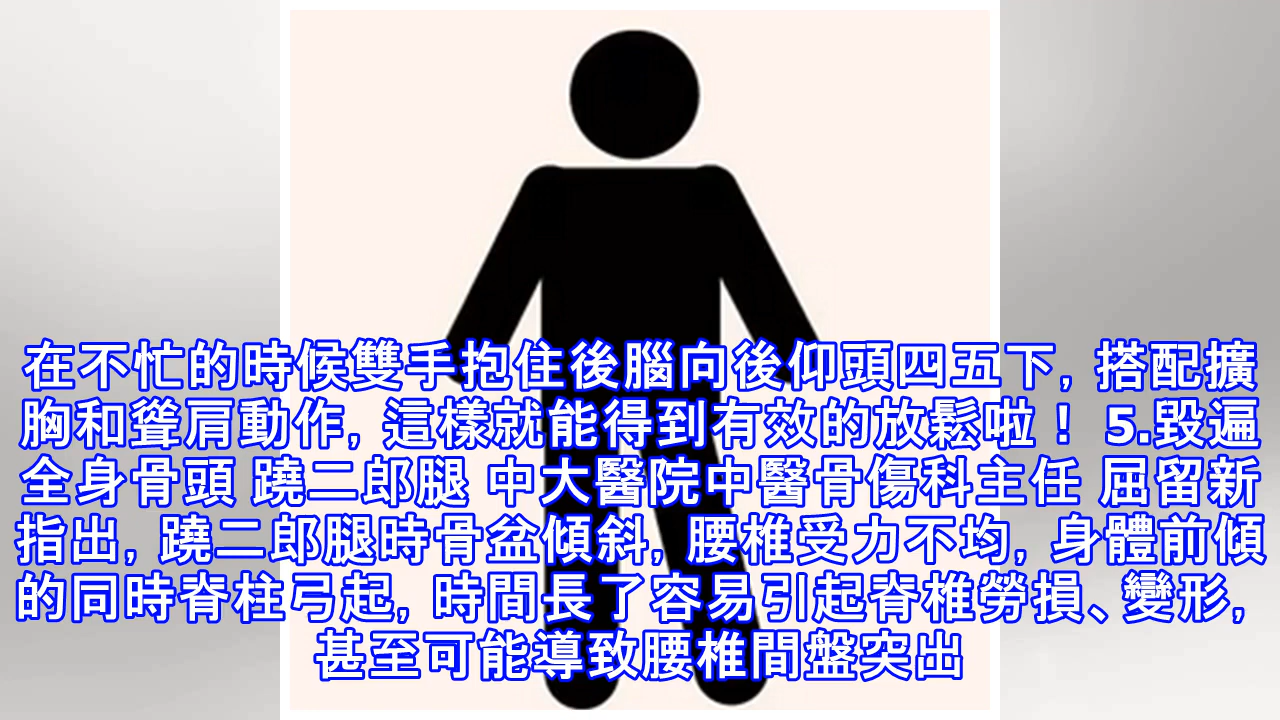 在不忙的時候雙手抱住後腦向後仰頭四五下, 搭配擴
胸和聳肩動作, 這樣就能得到有效的放鬆啦！ 5.毀遍
全身骨頭 蹺二郎腿 中大醫院中醫骨傷科主任 屈留新
指出, 蹺二郎腿時骨盆傾斜, 腰椎受力不均, 身體前傾
的同時脊柱弓起, 時間長了容易引起脊椎勞損、變形,
甚至可能導致腰椎間盤突出